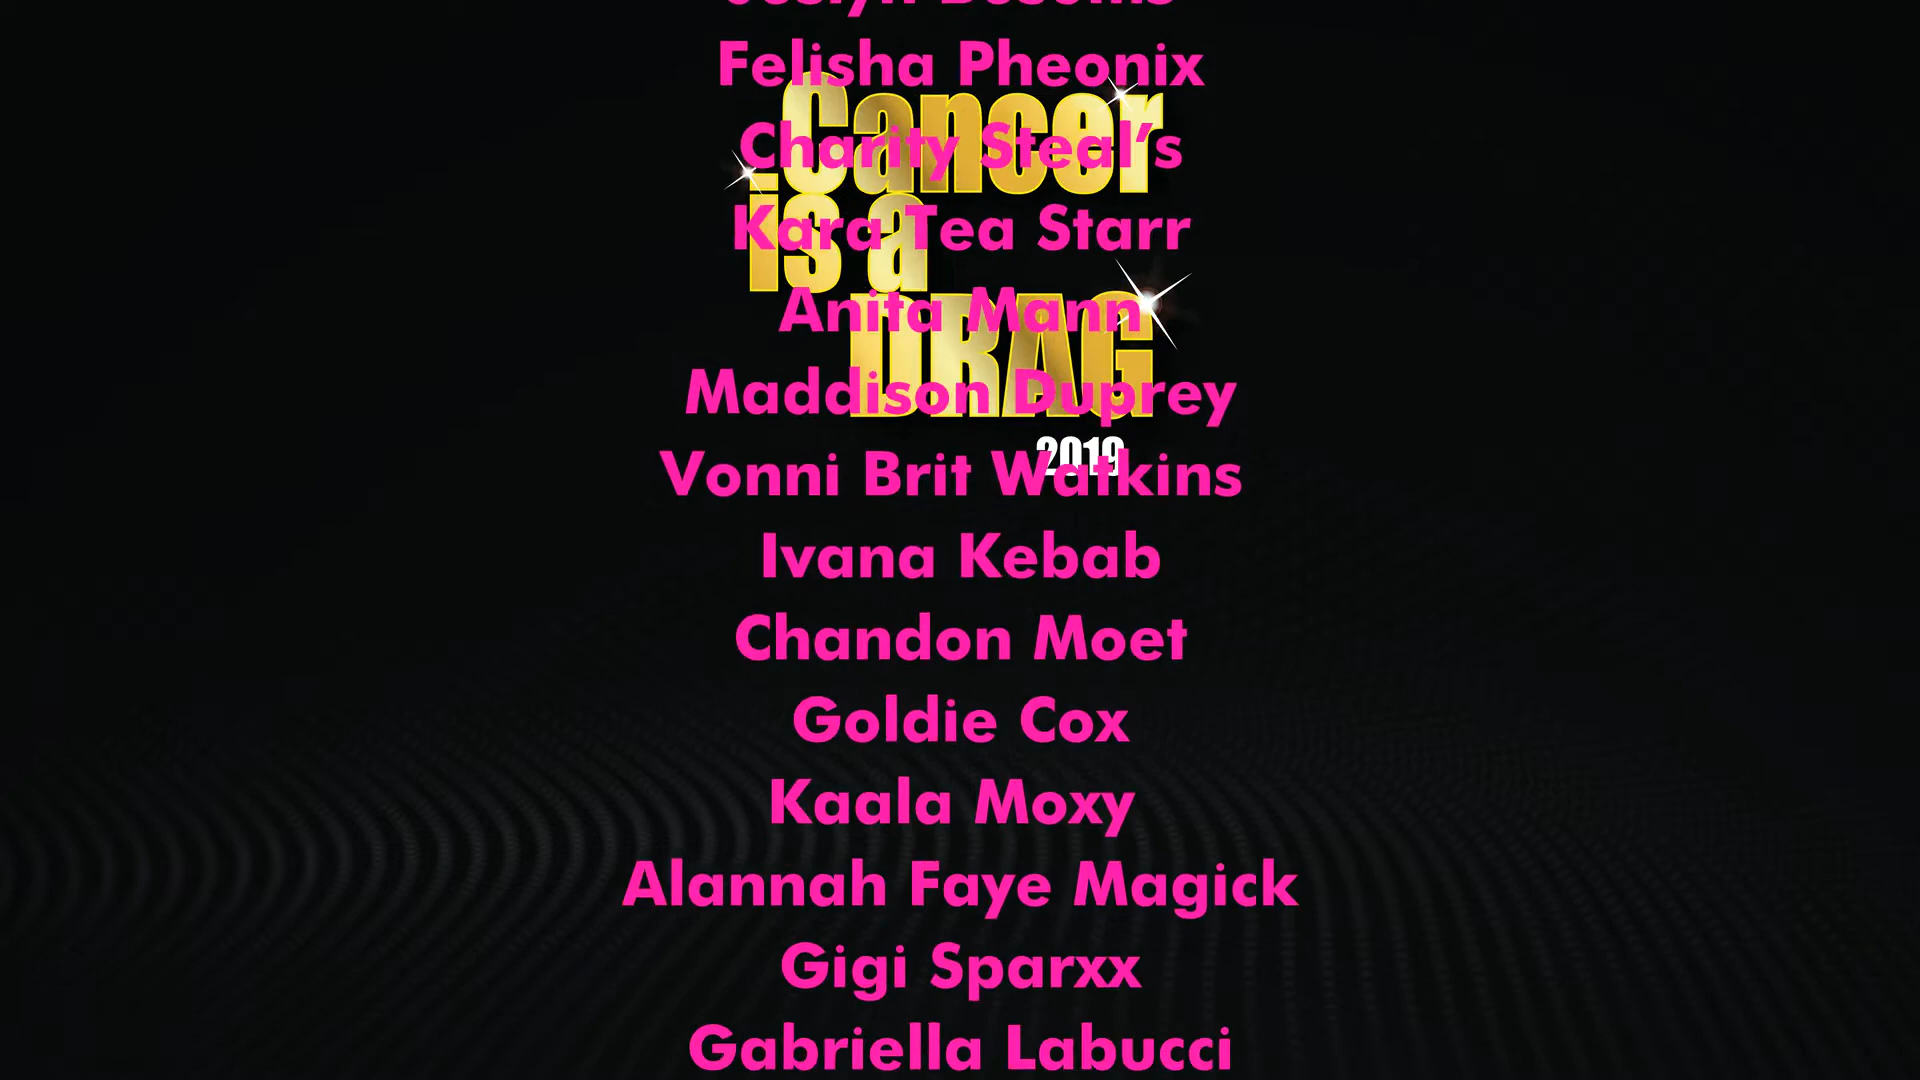 Felisha Pheonix
Charity Steal's
Kara Tea Starr
Anita Mann
Maddison Duprey
Vonni Brit Watkins
Ivana Kebab
Chandon Moet
Goldie Cox
Kaala Moxy
Alannah Faye Magick
Gigi Sparxx
Gabriella Labucci
Cancer
is a
DRAG
2019